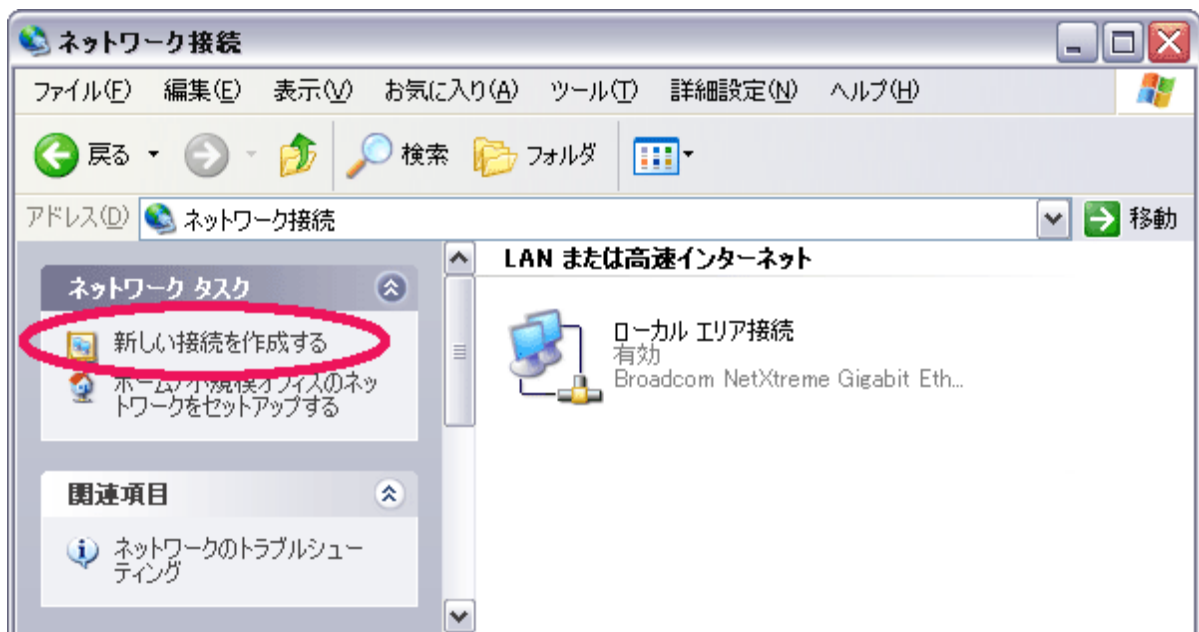 ネットワーク接続
ファイル(F) 編集(E) 表示(V) お気に入り(A) ツール(T) 詳細設定(N) ヘルプ(H)
戻る 検索 フォルダ
アドレス(D) ネットワーク接続 移動
ネットワーク タスク
新しい接続を作成する
ホーム/小規模オフィスのネッ
トワークをセットアップする
関連項目
ネットワークのトラブルシュー
ティング
LAN または高速インターネット
ローカル エリア接続
有効
Broadcom NetXtreme Gigabit Eth...